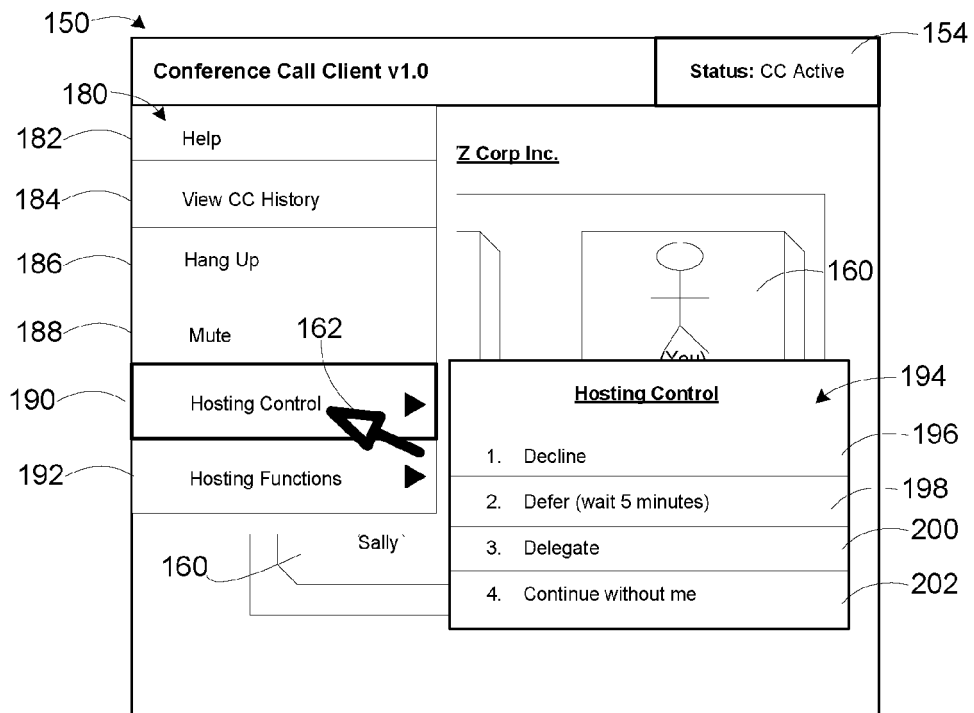 150
154
Conference Call Client v1.0
Status: CC Active
180
182
Help
Z Corp Inc.
184
View CC History
186
Hang Up
160
188
Mute
162
(You)
190
Hosting Control
Hosting Control
194
1. Decline
196
192
Hosting Functions
2. Defer (wait 5 minutes)
198
3. Delegate
200
Sally
160
4. Continue without me
202